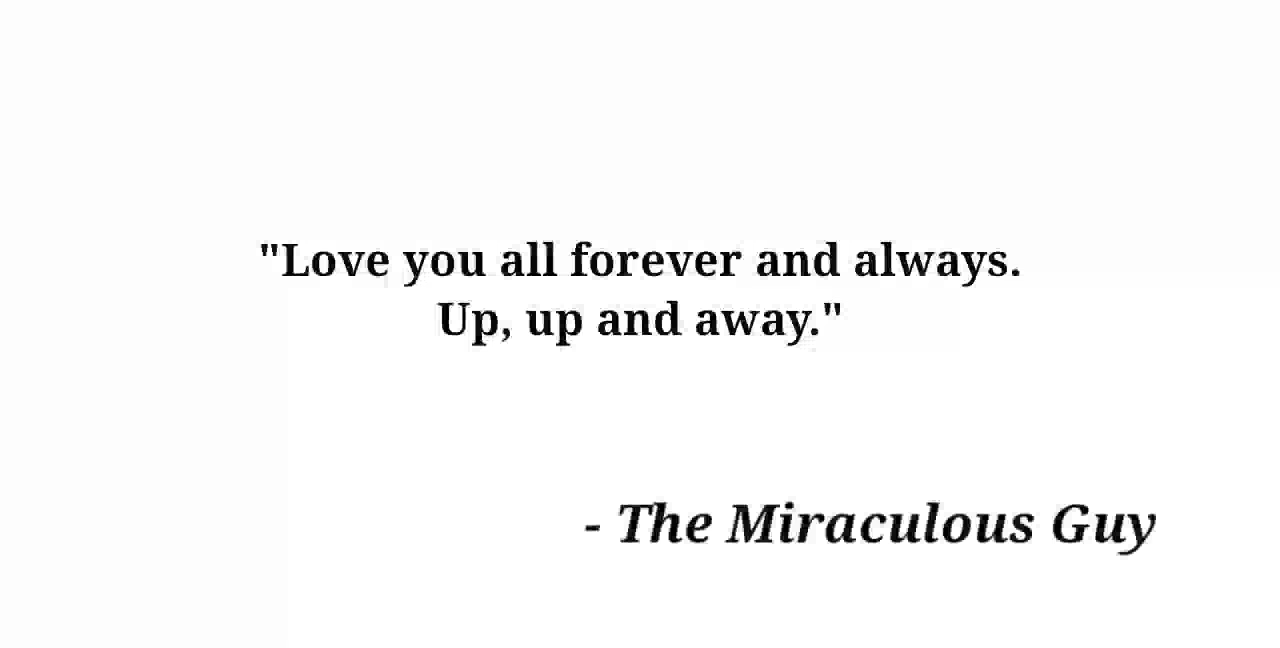 "Love you all forever and always.
Up, up and away."
- The Miraculous Guy